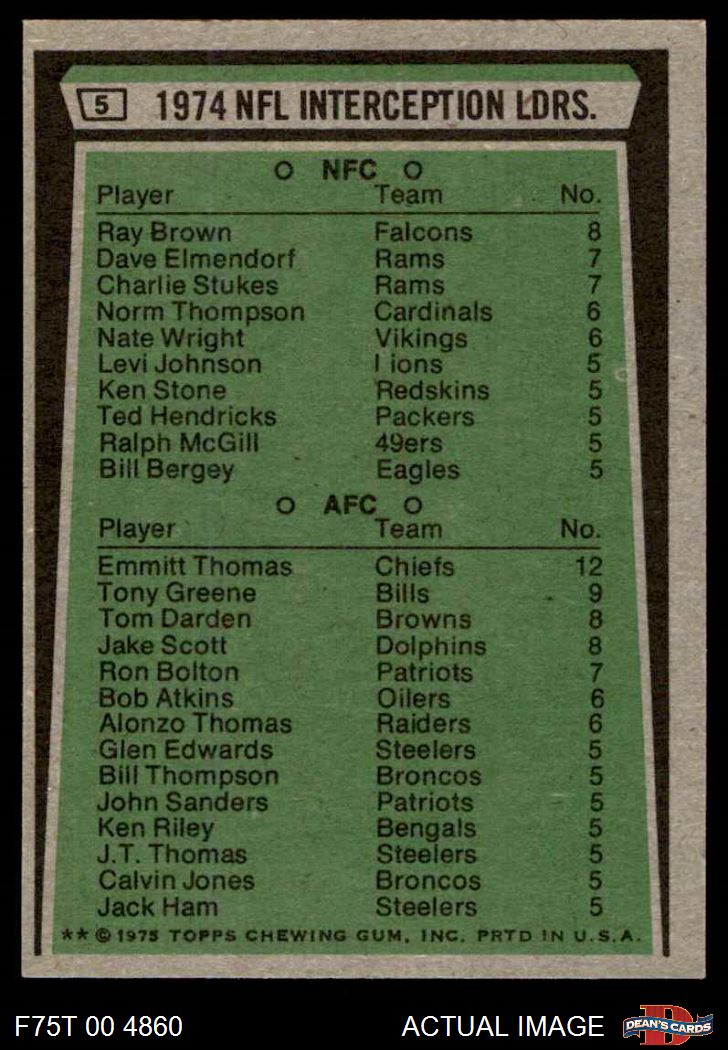 5 1974 NFL INTERCEPTION LDRS.
O NFC O
Player Team No.
Ray Brown Falcons 8
Dave Elmendorf Rams 7
Charlie Stukes Rams 7
Norm Thompson Cardinals 6
Nate Wright Vikings 6
Levi Johnson Lions 5
Ken Stone Redskins 5
Ted Hendricks Packers 5
Ralph McGill 49ers 5
Bill Bergey Eagles 5
O AFC O
Player Team No.
Emmitt Thomas Chiefs 12
Tony Greene Bills 9
Tom Darden Browns 8
Jake Scott Dolphins 8
Ron Bolton Patriots 7
Bob Atkins Oilers 6
Alonzo Thomas Raiders 6
Glen Edwards Steelers 5
Bill Thompson Broncos 5
John Sanders Patriots 5
Ken Riley Bengals 5
J.T. Thomas Steelers 5
Calvin Jones Broncos 5
Jack Ham Steelers 5
**©1975 TOPPS CHEWING GUM, INC. PRTD IN U.S.A.
F75T 00 4860 ACTUAL IMAGE D DEAN'S CARDS